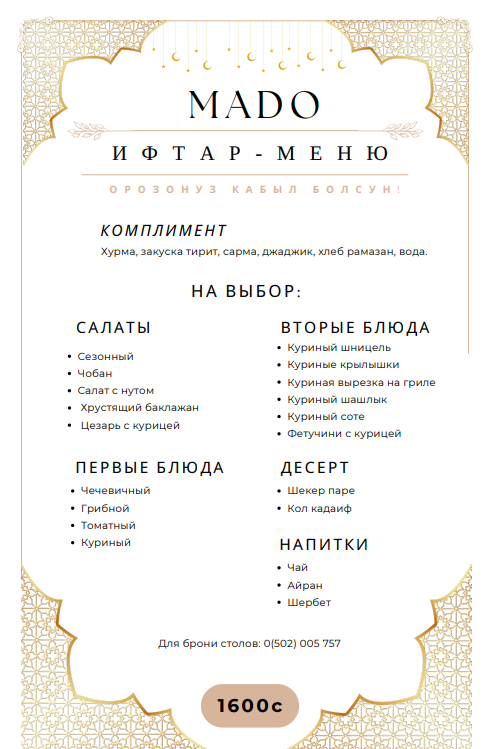 MADO
ИФТАР-МЕНЮ
ОРОЗОНУЗ КАБЫЛ БОЛСУН!
КОМПЛИМЕНТ
Хурма, закуска тирит, сарма, джаджик, хлеб рамазан, вода.
НА ВЫБОР:
САЛАТЫ
Сезонный
Чобан
Салат с нутом
Хрустящий баклажан
Цезарь с курицей
ВТОРЫЕ БЛЮДА
Куриный шницель
Куриные крылышки
Куриная вырезка на гриле
Куриный шашлык
Куриный соте
Фетучини с курицей
ПЕРВЫЕ БЛЮДА
Чечевичный
Грибной
Томатный
Куриный
ДЕСЕРТ
Шекер паре
Кол кадаиф
НАПИТКИ
Чай
Айран
Шербет
Для брони столов: 0(502) 005 757
1600с